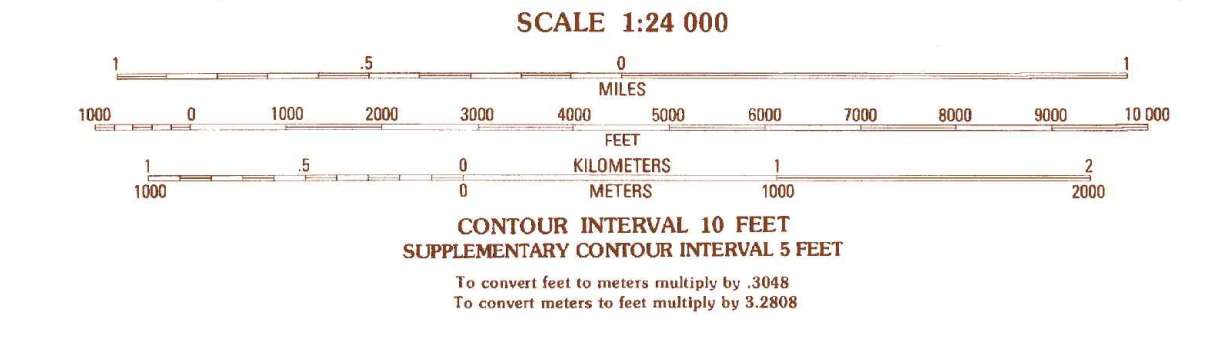 SCALE 1:24 000
1 .5 0 1
MILES
1000 0 1000 2000 3000 4000 5000 6000 7000 8000 9000 10 000
FEET
1 .5 0 KILOMETERS 1 2
1000 0 METERS 1000 2000
CONTOUR INTERVAL 10 FEET
SUPPLEMENTARY CONTOUR INTERVAL 5 FEET
To convert feet to meters multiply by .3048
To convert meters to feet multiply by 3.2808